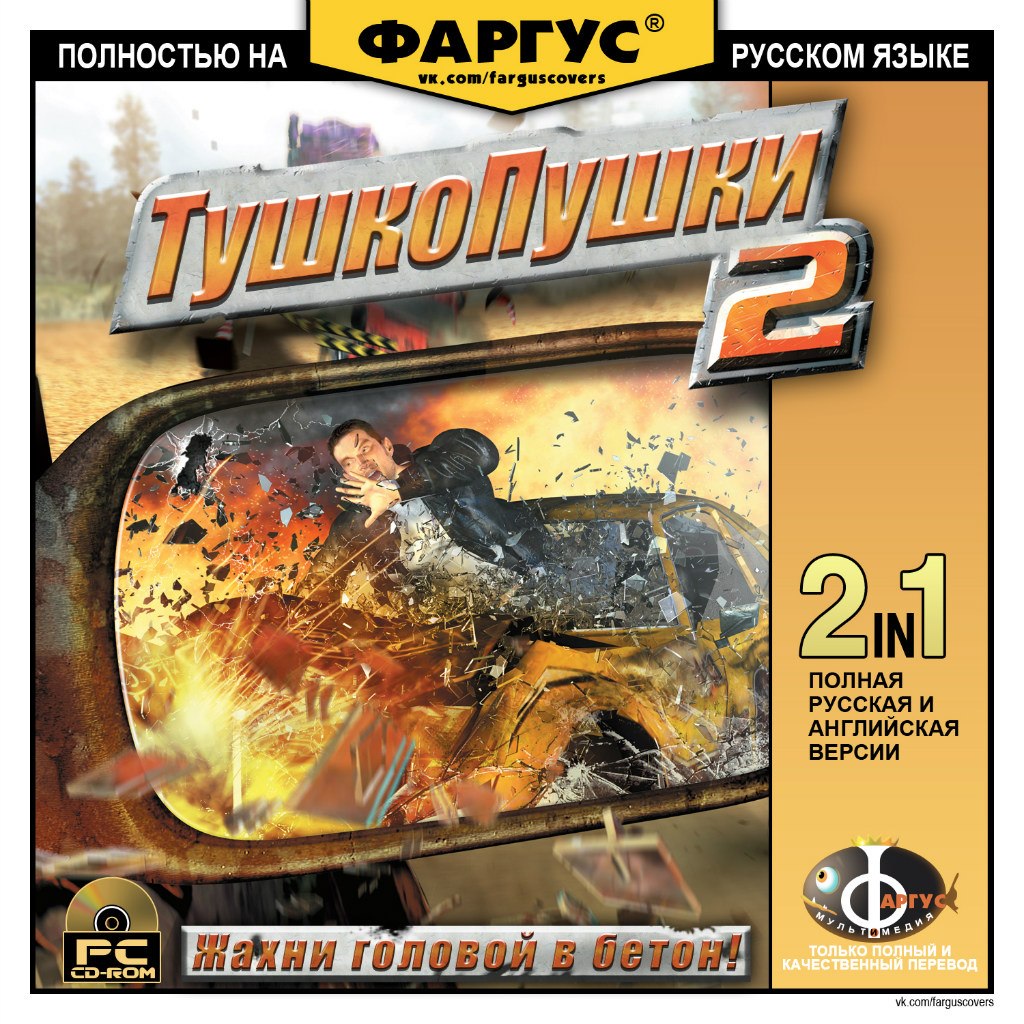 ПОЛНОСТЬЮ НА
ФАРГУС®
РУССКОМ ЯЗЫКЕ
vk.com/farguscovers
ТушкоПушки
2
2IN1
ПОЛНАЯ
РУССКАЯ И
АНГЛИЙСКАЯ
ВЕРСИИ
ФАРГУС
МУЛЬТИМЕДИЯ
ТОЛЬКО ПОЛНЫЙ И
КАЧЕСТВЕННЫЙ ПЕРЕВОД
PC
CD-ROM
Жахни головой в бетон!
vk.com/farguscovers